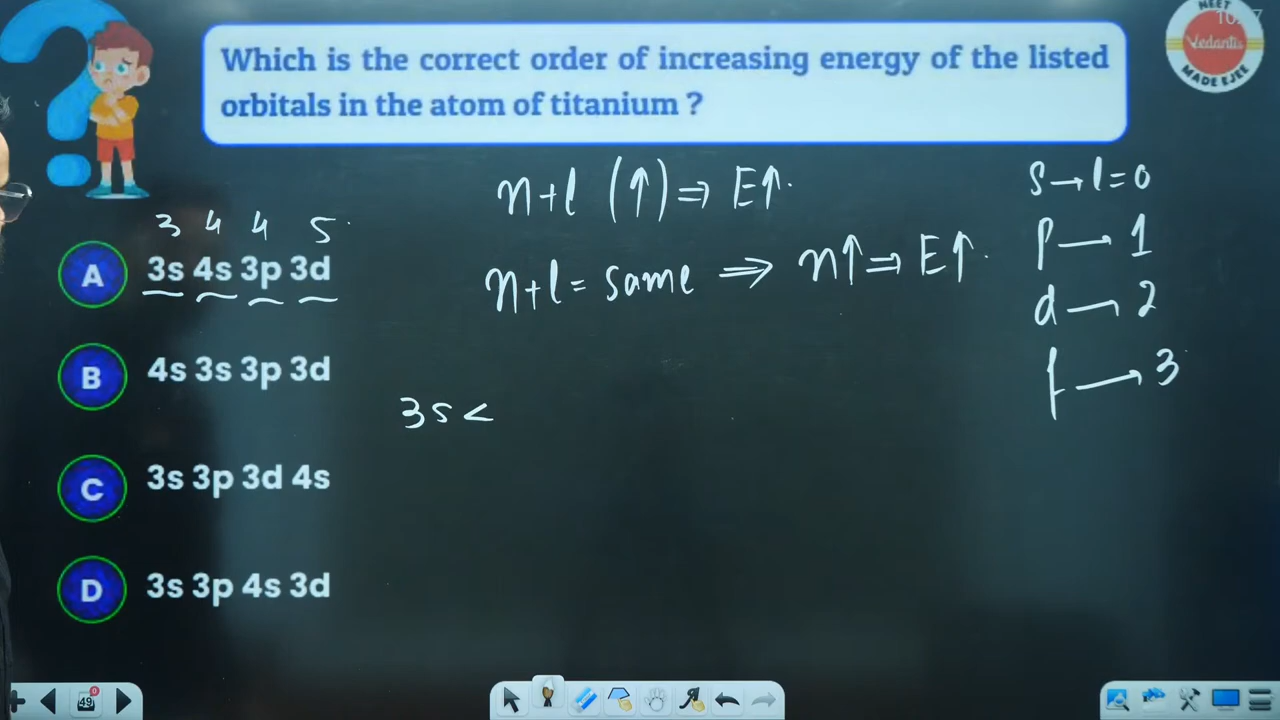 Which is the correct order of increasing energy of the listed
orbitals in the atom of titanium ?
NEET
Vedantu
MADE EJEE
n+l (↑) ⇒ E↑.
n+l = same ⇒ n↑ ⇒ E↑.
s → l=0
p — 1
d — 2
f → 3
3 4 4 5
A 3s 4s 3p 3d
B 4s 3s 3p 3d
3s <
C 3s 3p 3d 4s
D 3s 3p 4s 3d
49
0